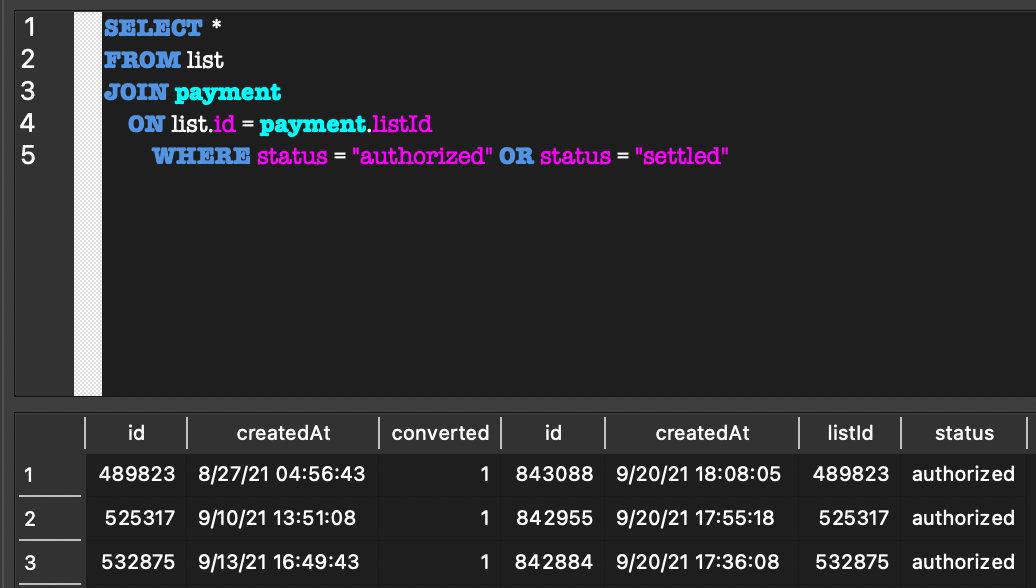 1 SELECT *
2 FROM list
3 JOIN payment
4 ON list.id = payment.listId
5 WHERE status = "authorized" OR status = "settled"
id createdAt converted id createdAt listId status
1 489823 8/27/21 04:56:43 1 843088 9/20/21 18:08:05 489823 authorized
2 525317 9/10/21 13:51:08 1 842955 9/20/21 17:55:18 525317 authorized
3 532875 9/13/21 16:49:43 1 842884 9/20/21 17:36:08 532875 authorized